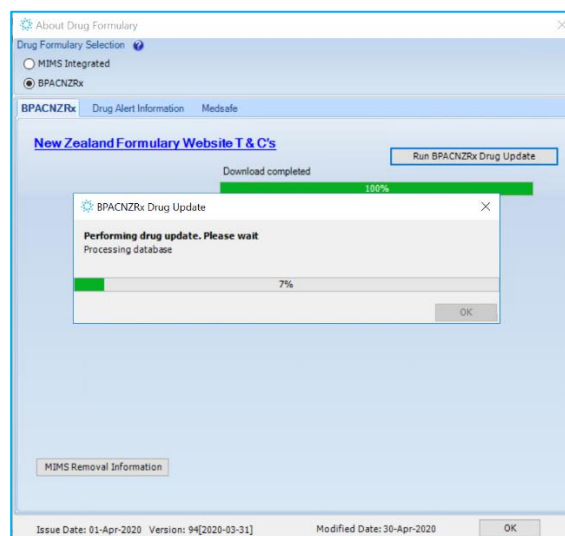 About Drug Formulary
Drug Formulary Selection
MIMS Integrated
BPACNZRx
BPACNZRx Drug Alert Information Medsafe
New Zealand Formulary Website T & C's
Run BPACNZRx Drug Update
Download completed
100%
BPACNZRx Drug Update
Performing drug update. Please wait
Processing database
7%
OK
MIMS Removal Information
Issue Date: 01-Apr-2020 Version: 94[2020-03-31] Modified Date: 30-Apr-2020 OK